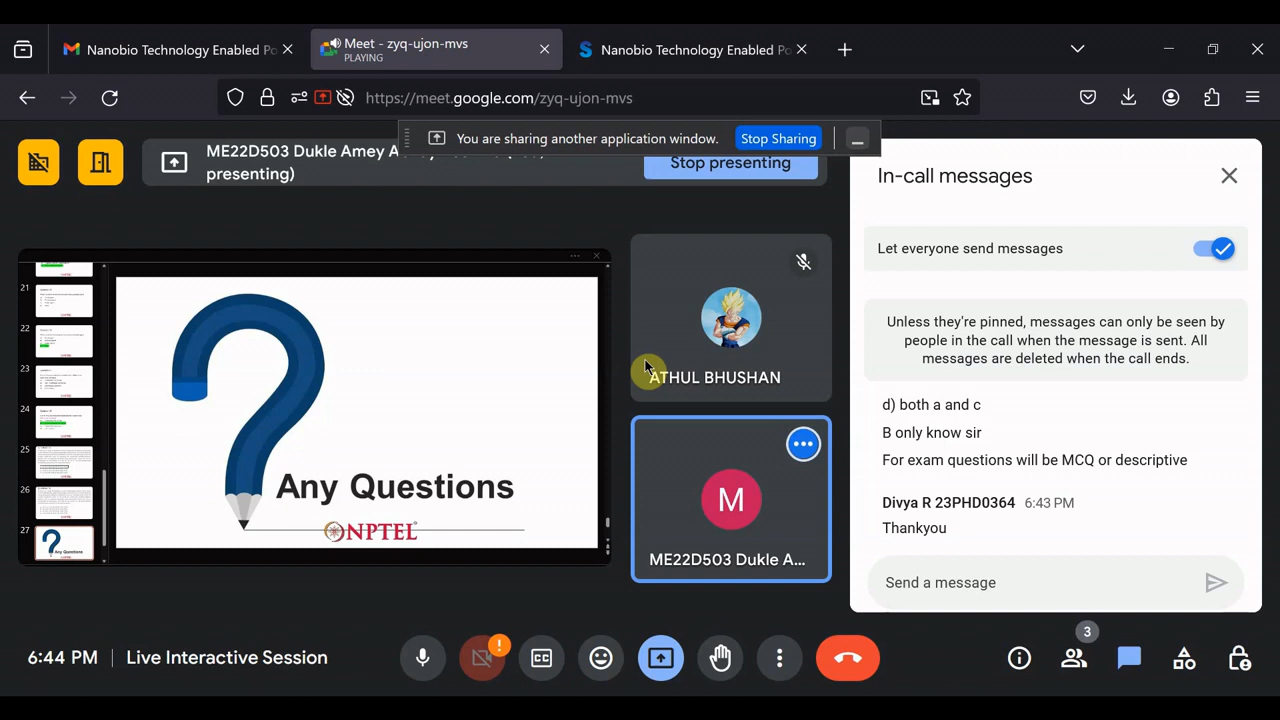 Nanobio Technology Enabled Po
Meet - zyq-ujon-mvs
PLAYING
Nanobio Technology Enabled Po
https://meet.google.com/zyq-ujon-mvs
You are sharing another application window.
Stop Sharing
ME22D503 Dukle Amey A
presenting)
Stop presenting
21
22
23
24
25
26
27
Any Questions
NPTEL
ATHUL BHUSHAN
M
ME22D503 Dukle A...
In-call messages
Let everyone send messages
Unless they're pinned, messages can only be seen by
people in the call when the message is sent. All
messages are deleted when the call ends.
d) both a and c
B only know sir
For exam questions will be MCQ or descriptive
Divya R 23PHD0364 6:43 PM
Thankyou
Send a message
6:44 PM | Live Interactive Session
3